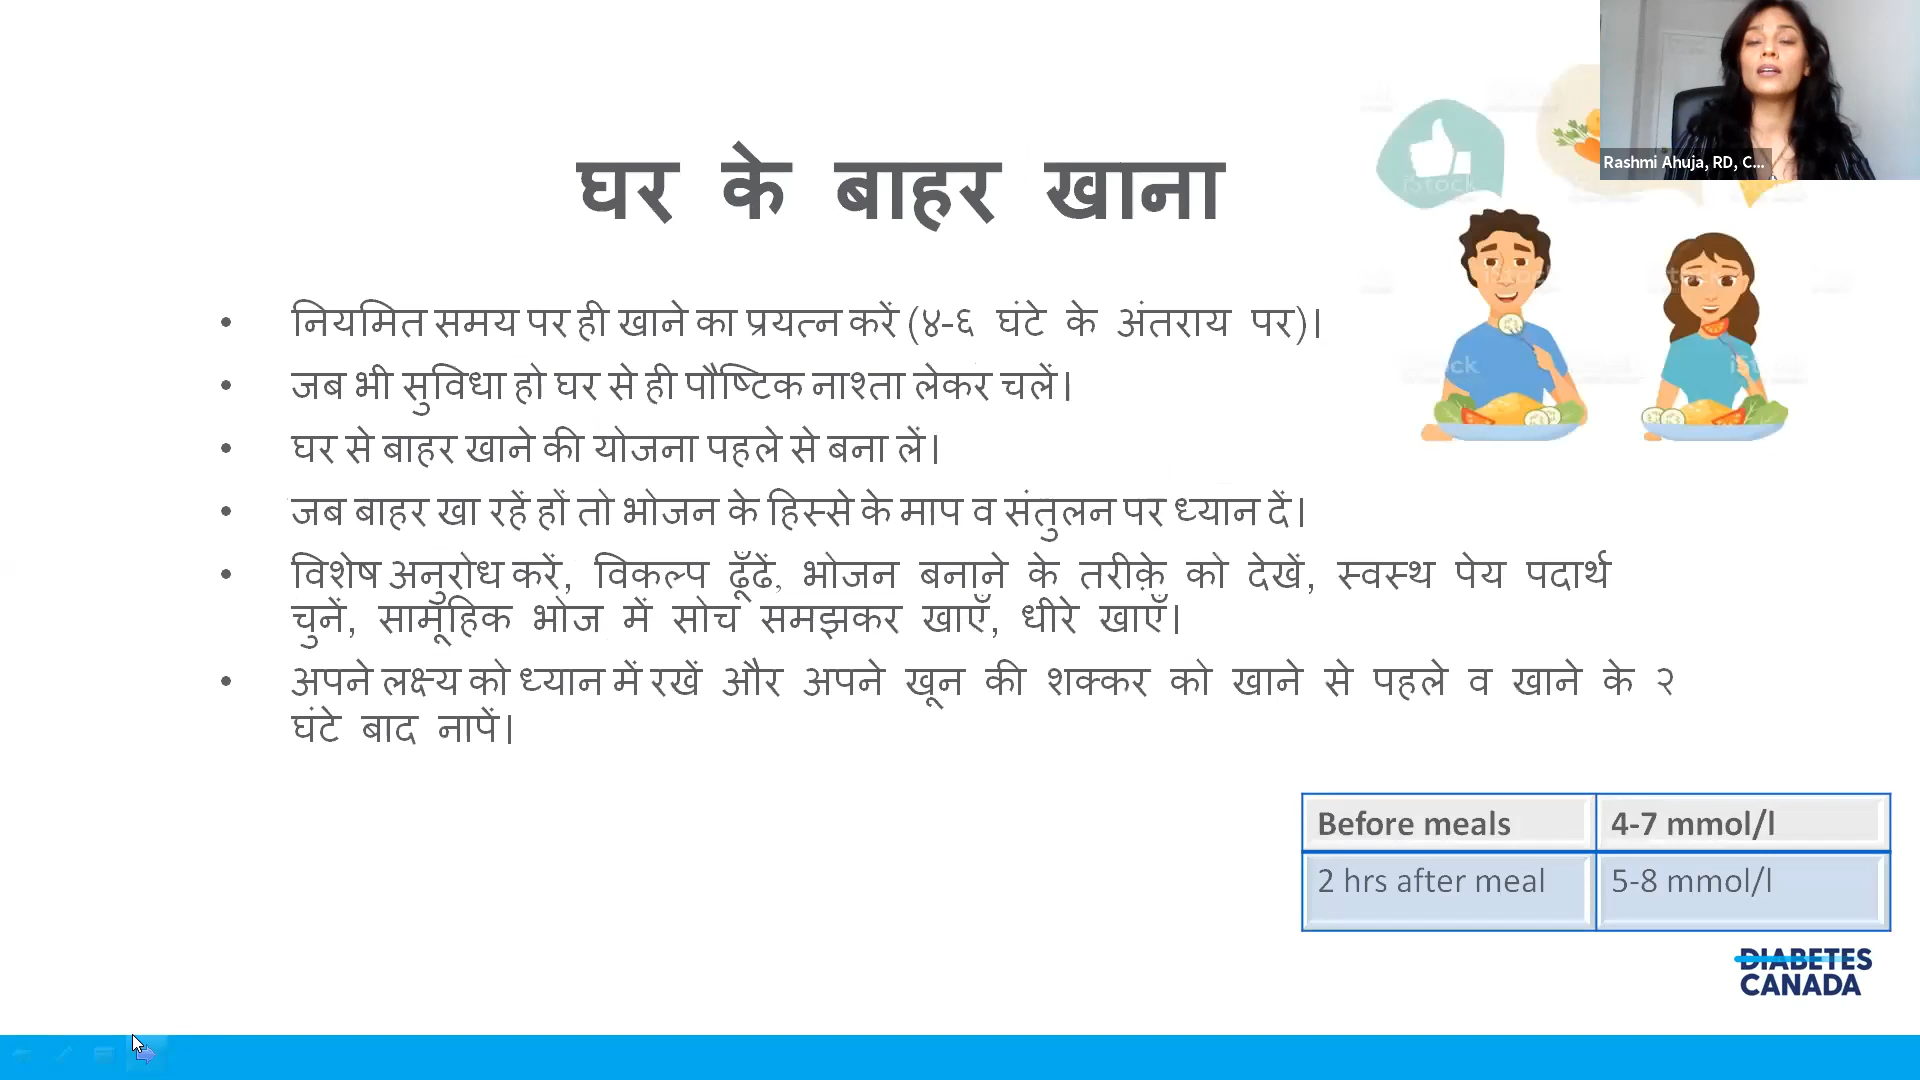 घर के बाहर खाना
• नियमित समय पर ही खाने का प्रयत्न करें (४-६ घंटे के अंतराय पर)।
• जब भी सुविधा हो घर से ही पौष्टिक नाश्ता लेकर चलें।
• घर से बाहर खाने की योजना पहले से बना लें।
• जब बाहर खा रहें हों तो भोजन के हिस्से के माप व संतुलन पर ध्यान दें।
• विशेष अनुरोध करें, विकल्प ढूँढें, भोजन बनाने के तरीक़े को देखें, स्वस्थ पेय पदार्थ
चुनें, सामूहिक भोज में सोच समझकर खाएँ, धीरे खाएँ।
• अपने लक्ष्य को ध्यान में रखें और अपने खून की शक्कर को खाने से पहले व खाने के २
घंटे बाद नापें।
Rashmi Ahuja, RD, C...
iStock
iStock
iStock
Before meals 4-7 mmol/l
2 hrs after meal 5-8 mmol/l
DIABETES
CANADA